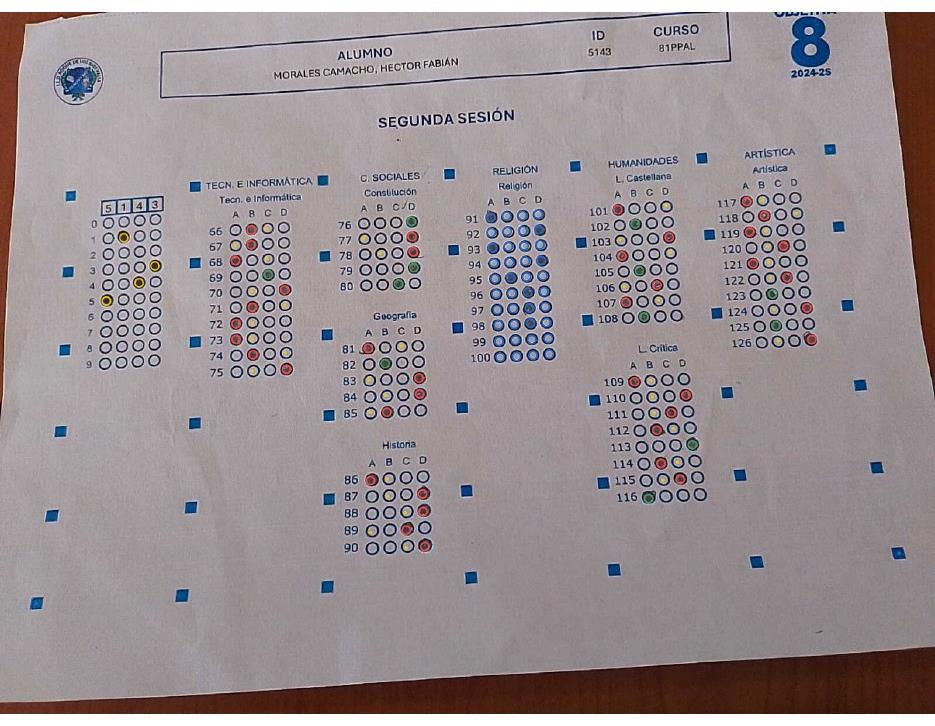 OBJETIVA
8
2024-25
ALUMNO
MORALES CAMACHO, HECTOR FABIÁN
ID
5143
CURSO
81PPAL
SEGUNDA SESIÓN
5 1 4 3
0
1
2
3
4
5
6
7
8
9
TECN. E INFORMÁTICA
Tecn. e Informática
A B C D
66
67
68
69
70
71
72
73
74
75
C. SOCIALES
Constitución
A B C D
76
77
78
79
80
Geografía
A B C D
81
82
83
84
85
Historia
A B C D
86
87
88
89
90
RELIGIÓN
Religión
A B C D
91
92
93
94
95
96
97
98
99
100
HUMANIDADES
L. Castellana
A B C D
101
102
103
104
105
106
107
108
L. Crítica
A B C D
109
110
111
112
113
114
115
116
ARTÍSTICA
Artística
A B C D
117
118
119
120
121
122
123
124
125
126